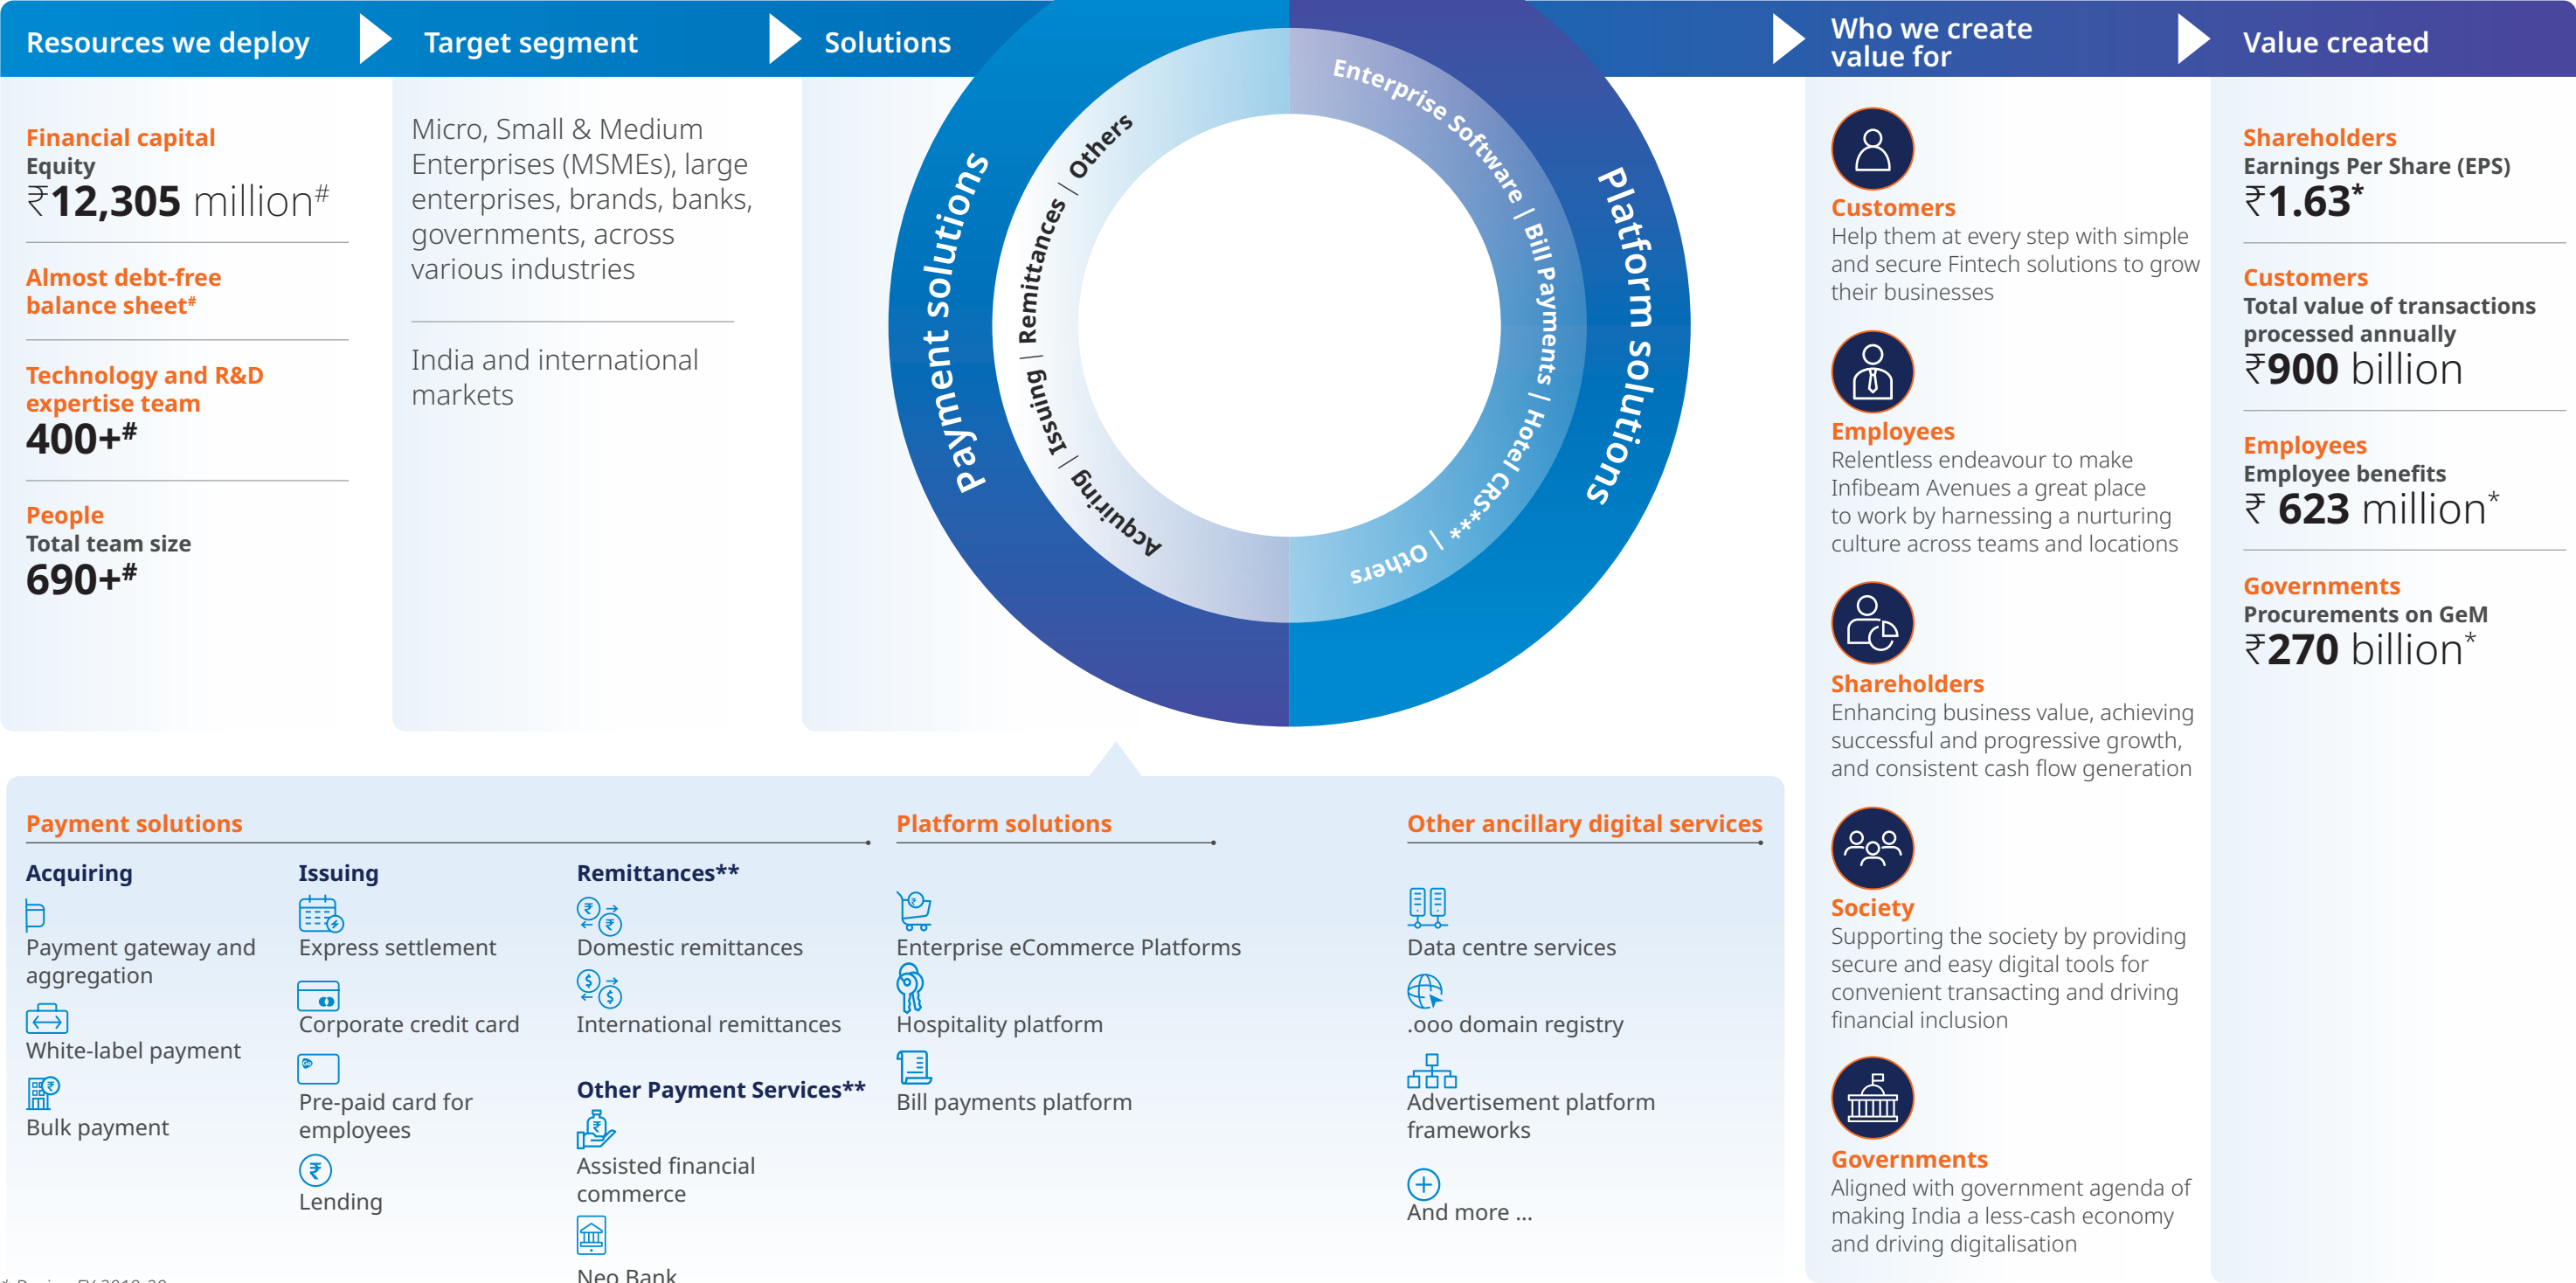 Resources we deploy
Target segment
Solutions
Who we create
value for
Value created
Financial capital
Equity
₹12,305 million#
Almost debt-free
balance sheet#
Technology and R&D
expertise team
400+#
People
Total team size
690+#
Micro, Small & Medium
Enterprises (MSMEs), large
enterprises, brands, banks,
governments, across
various industries
India and international
markets
Payment solutions
Acquiring | Issuing | Remittances | Others
Enterprise Software | Bill Payments | Hotel CRS*** | Others
Platform solutions
Customers
Help them at every step with simple
and secure Fintech solutions to grow
their businesses
Employees
Relentless endeavour to make
Infibeam Avenues a great place
to work by harnessing a nurturing
culture across teams and locations
Shareholders
Enhancing business value, achieving
successful and progressive growth,
and consistent cash flow generation
Society
Supporting the society by providing
secure and easy digital tools for
convenient transacting and driving
financial inclusion
Governments
Aligned with government agenda of
making India a less-cash economy
and driving digitalisation
Shareholders
Earnings Per Share (EPS)
₹1.63*
Customers
Total value of transactions
processed annually
₹900 billion
Employees
Employee benefits
₹ 623 million*
Governments
Procurements on GeM
₹270 billion*
Payment solutions
Acquiring
Payment gateway and
aggregation
White-label payment
Bulk payment
Issuing
Express settlement
Corporate credit card
Pre-paid card for
employees
Lending
Remittances**
Domestic remittances
International remittances
Other Payment Services**
Assisted financial
commerce
Neo Bank
Platform solutions
Enterprise eCommerce Platforms
Hospitality platform
Bill payments platform
Other ancillary digital services
Data centre services
.ooo domain registry
Advertisement platform
frameworks
And more ...